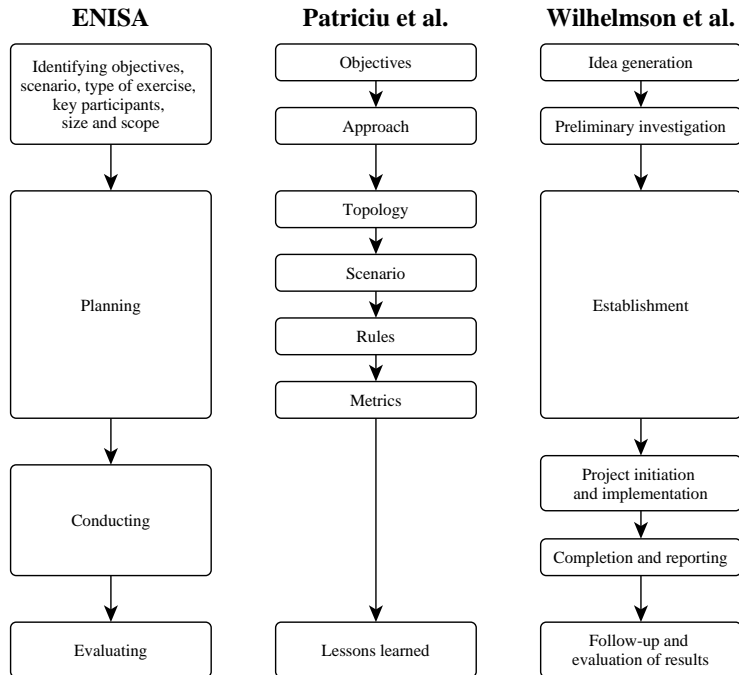 ENISA
Identifying objectives,
scenario, type of exercise,
key participants,
size and scope
Planning
Conducting
Evaluating
Patriciu et al.
Objectives
Approach
Topology
Scenario
Rules
Metrics
Lessons learned
Wilhelmson et al.
Idea generation
Preliminary investigation
Establishment
Project initiation
and implementation
Completion and reporting
Follow-up and
evaluation of results